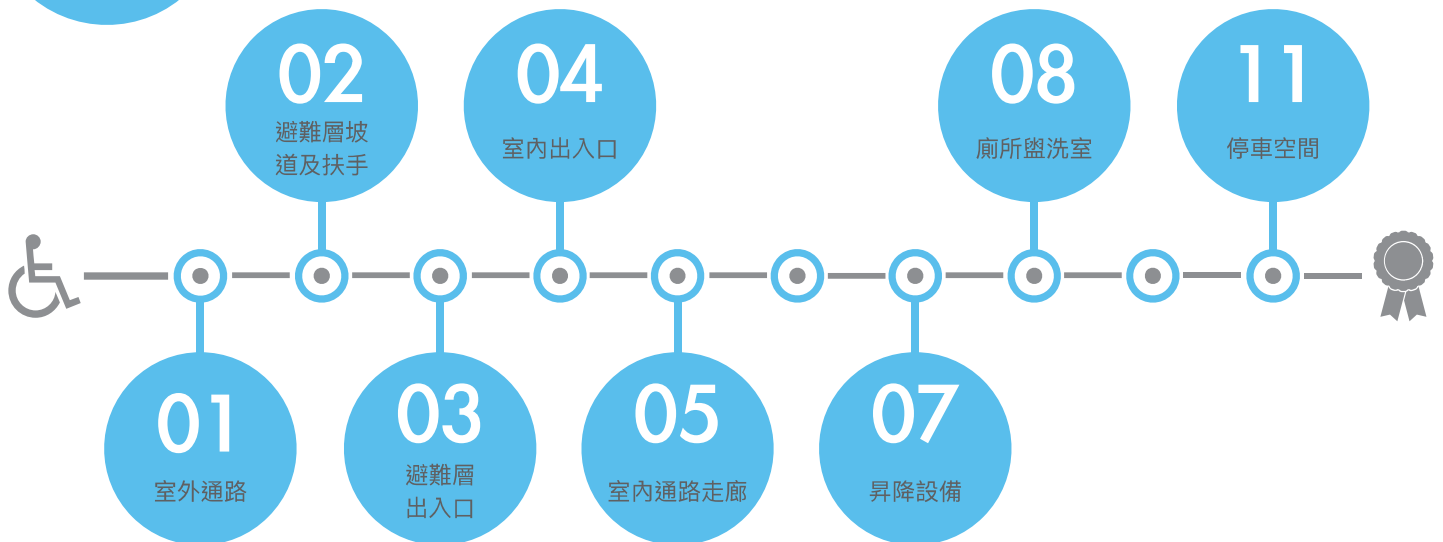 01
室外通路
02
避難層坡
道及扶手
03
避難層
出入口
04
室內出入口
05
室內通路走廊
07
昇降設備
08
廁所盥洗室
11
停車空間